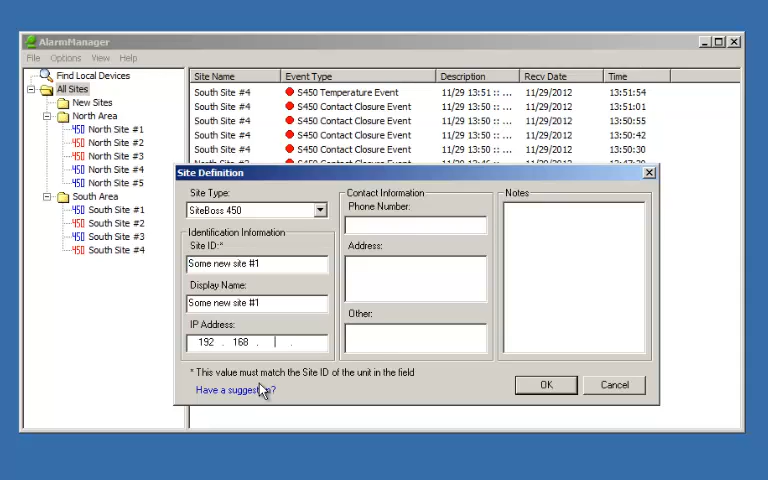 AlarmManager
File Options View Help
Find Local Devices
All Sites
New Sites
North Area
450 North Site #1
450 North Site #2
450 North Site #3
450 North Site #4
450 North Site #5
South Area
450 South Site #1
450 South Site #2
450 South Site #3
450 South Site #4
Site Name Event Type Description Recv Date Time
South Site #4 S450 Temperature Event 11/29 13:51 :: ... 11/29/2012 13:51:54
South Site #4 S450 Contact Closure Event 11/29 13:50 :: ... 11/29/2012 13:51:01
South Site #4 S450 Contact Closure Event 11/29 13:50 :: ... 11/29/2012 13:50:55
South Site #4 S450 Contact Closure Event 11/29 13:50 :: ... 11/29/2012 13:50:42
South Site #4 S450 Contact Closure Event 11/29 13:50 :: ... 11/29/2012 13:50:30
Site Definition
Site Type:
SiteBoss 450
Identification Information
Site ID:*
Some new site #1
Display Name:
Some new site #1
IP Address:
192 . 168 . .
Contact Information
Phone Number:
Address:
Other:
Notes
* This value must match the Site ID of the unit in the field
Have a suggestion?
OK Cancel